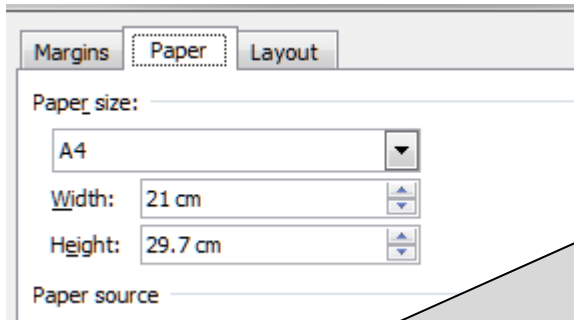 Margins Paper Layout
Paper size:
A4
Width: 21 cm
Height: 29.7 cm
Paper source